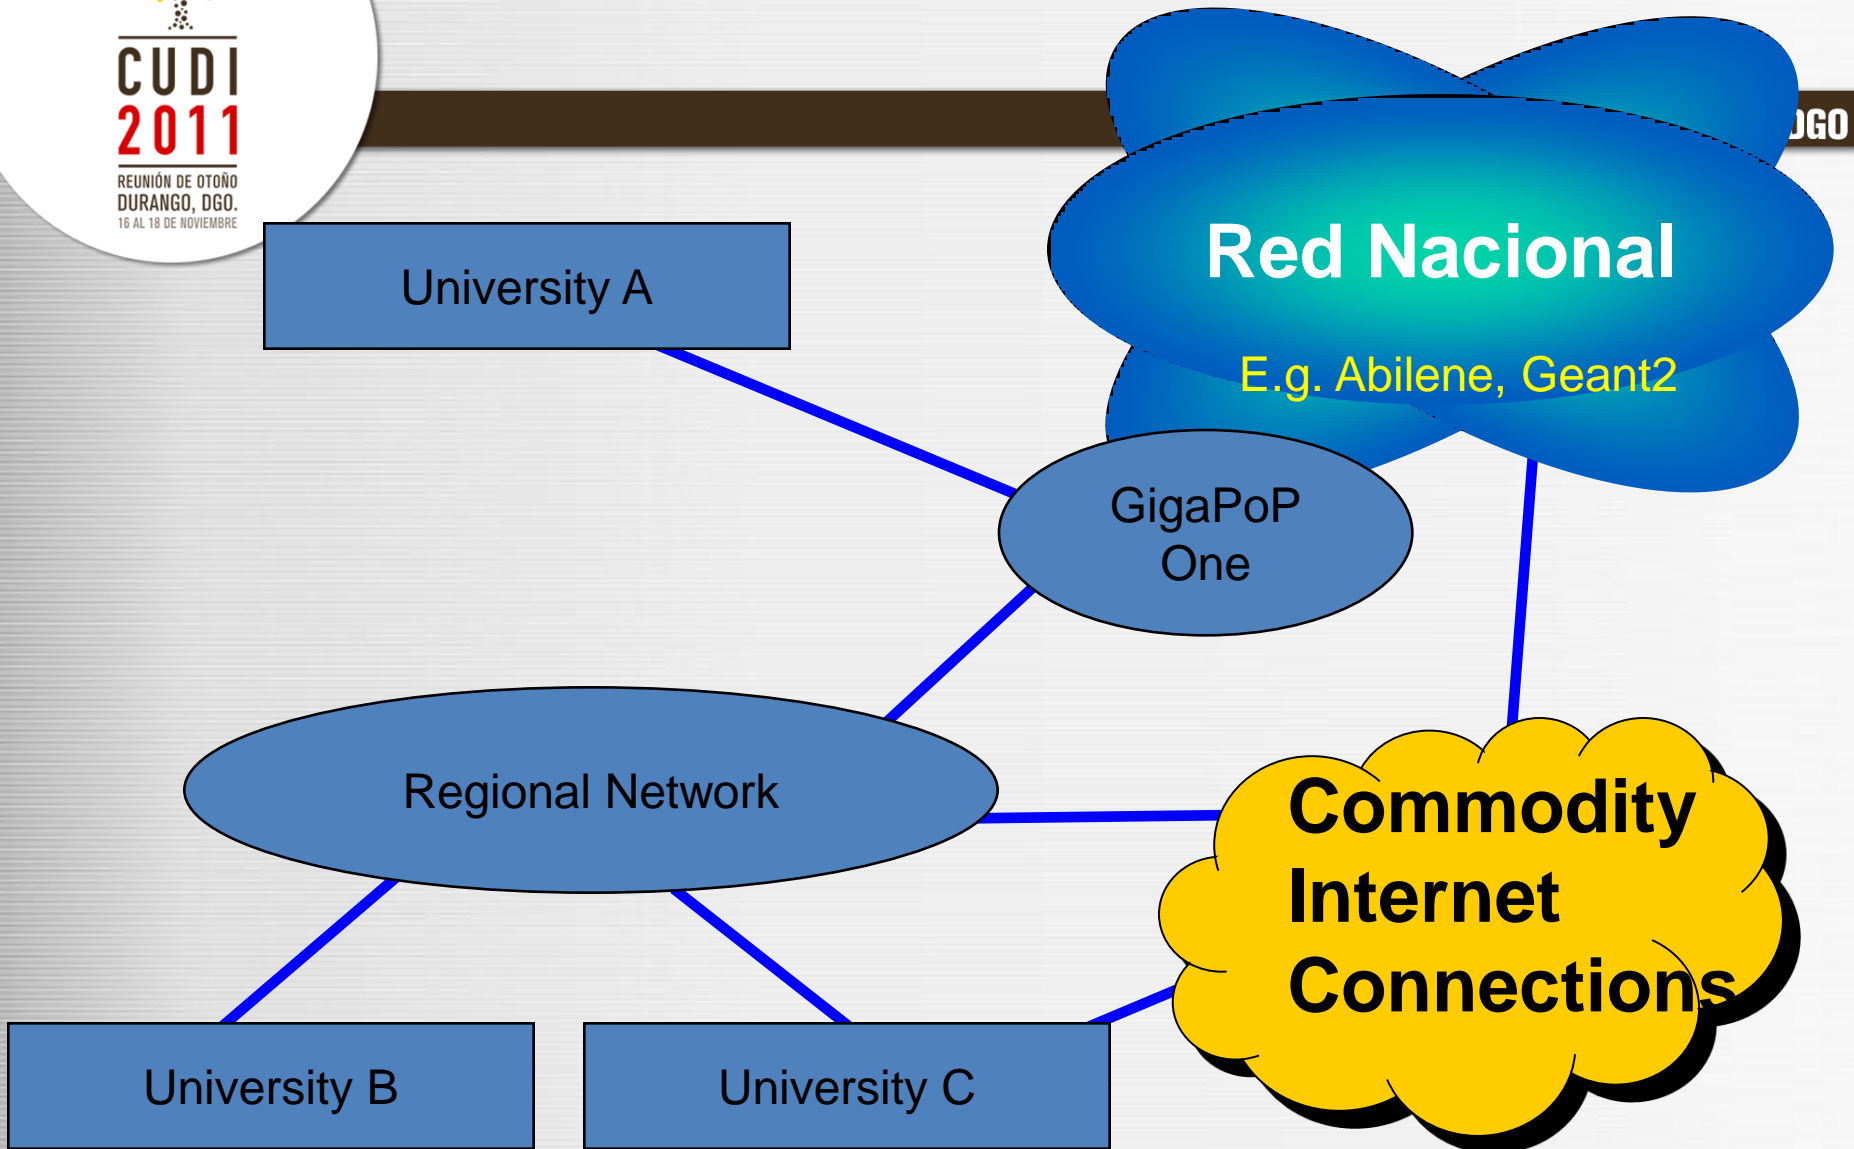 CUDI
2011
REUNIÓN DE OTOÑO
DURANGO, DGO.
16 AL 18 DE NOVIEMBRE
University A
Red Nacional
E.g. Abilene, Geant2
GigaPoP
One
Regional Network
Commodity
Internet
Connections
University B
University C